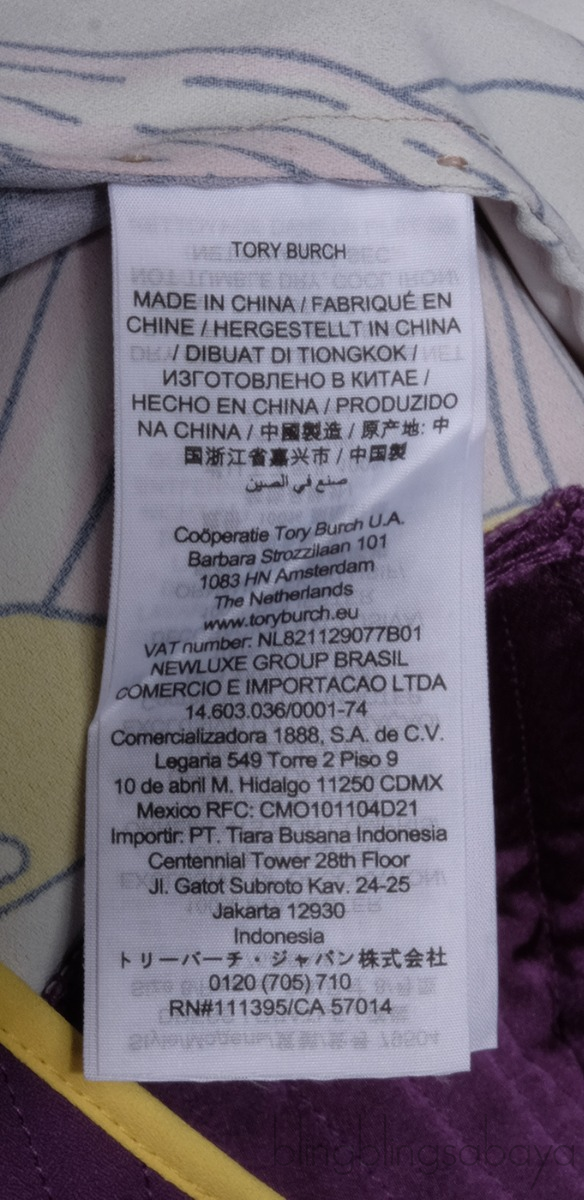 TORY BURCH
MADE IN CHINA / FABRIQUÉ EN
CHINE / HERGESTELLT IN CHINA
/ DIBUAT DI TIONGKOK /
ИЗГОТОВЛЕНО В КИТАЕ /
HECHO EN CHINA / PRODUZIDO
NA CHINA / 中國製造 / 原产地: 中
国浙江省嘉兴市 / 中国製
صنع في الصين
Coöperatie Tory Burch U.A.
Barbara Strozzilaan 101
1083 HN Amsterdam
The Netherlands
www.toryburch.eu
VAT number: NL821129077B01
NEWLUXE GROUP BRASIL
COMERCIO E IMPORTACAO LTDA
14.603.036/0001-74
Comercializadora 1888, S.A. de C.V.
Legaria 549 Torre 2 Piso 9
10 de abril M. Hidalgo 11250 CDMX
Mexico RFC: CMO101104D21
Importir: PT. Tiara Busana Indonesia
Centennial Tower 28th Floor
Jl. Gatot Subroto Kav. 24-25
Jakarta 12930
Indonesia
トリーバーチ・ジャパン株式会社
0120 (705) 710
RN#111395/CA 57014
blingblingsabaya